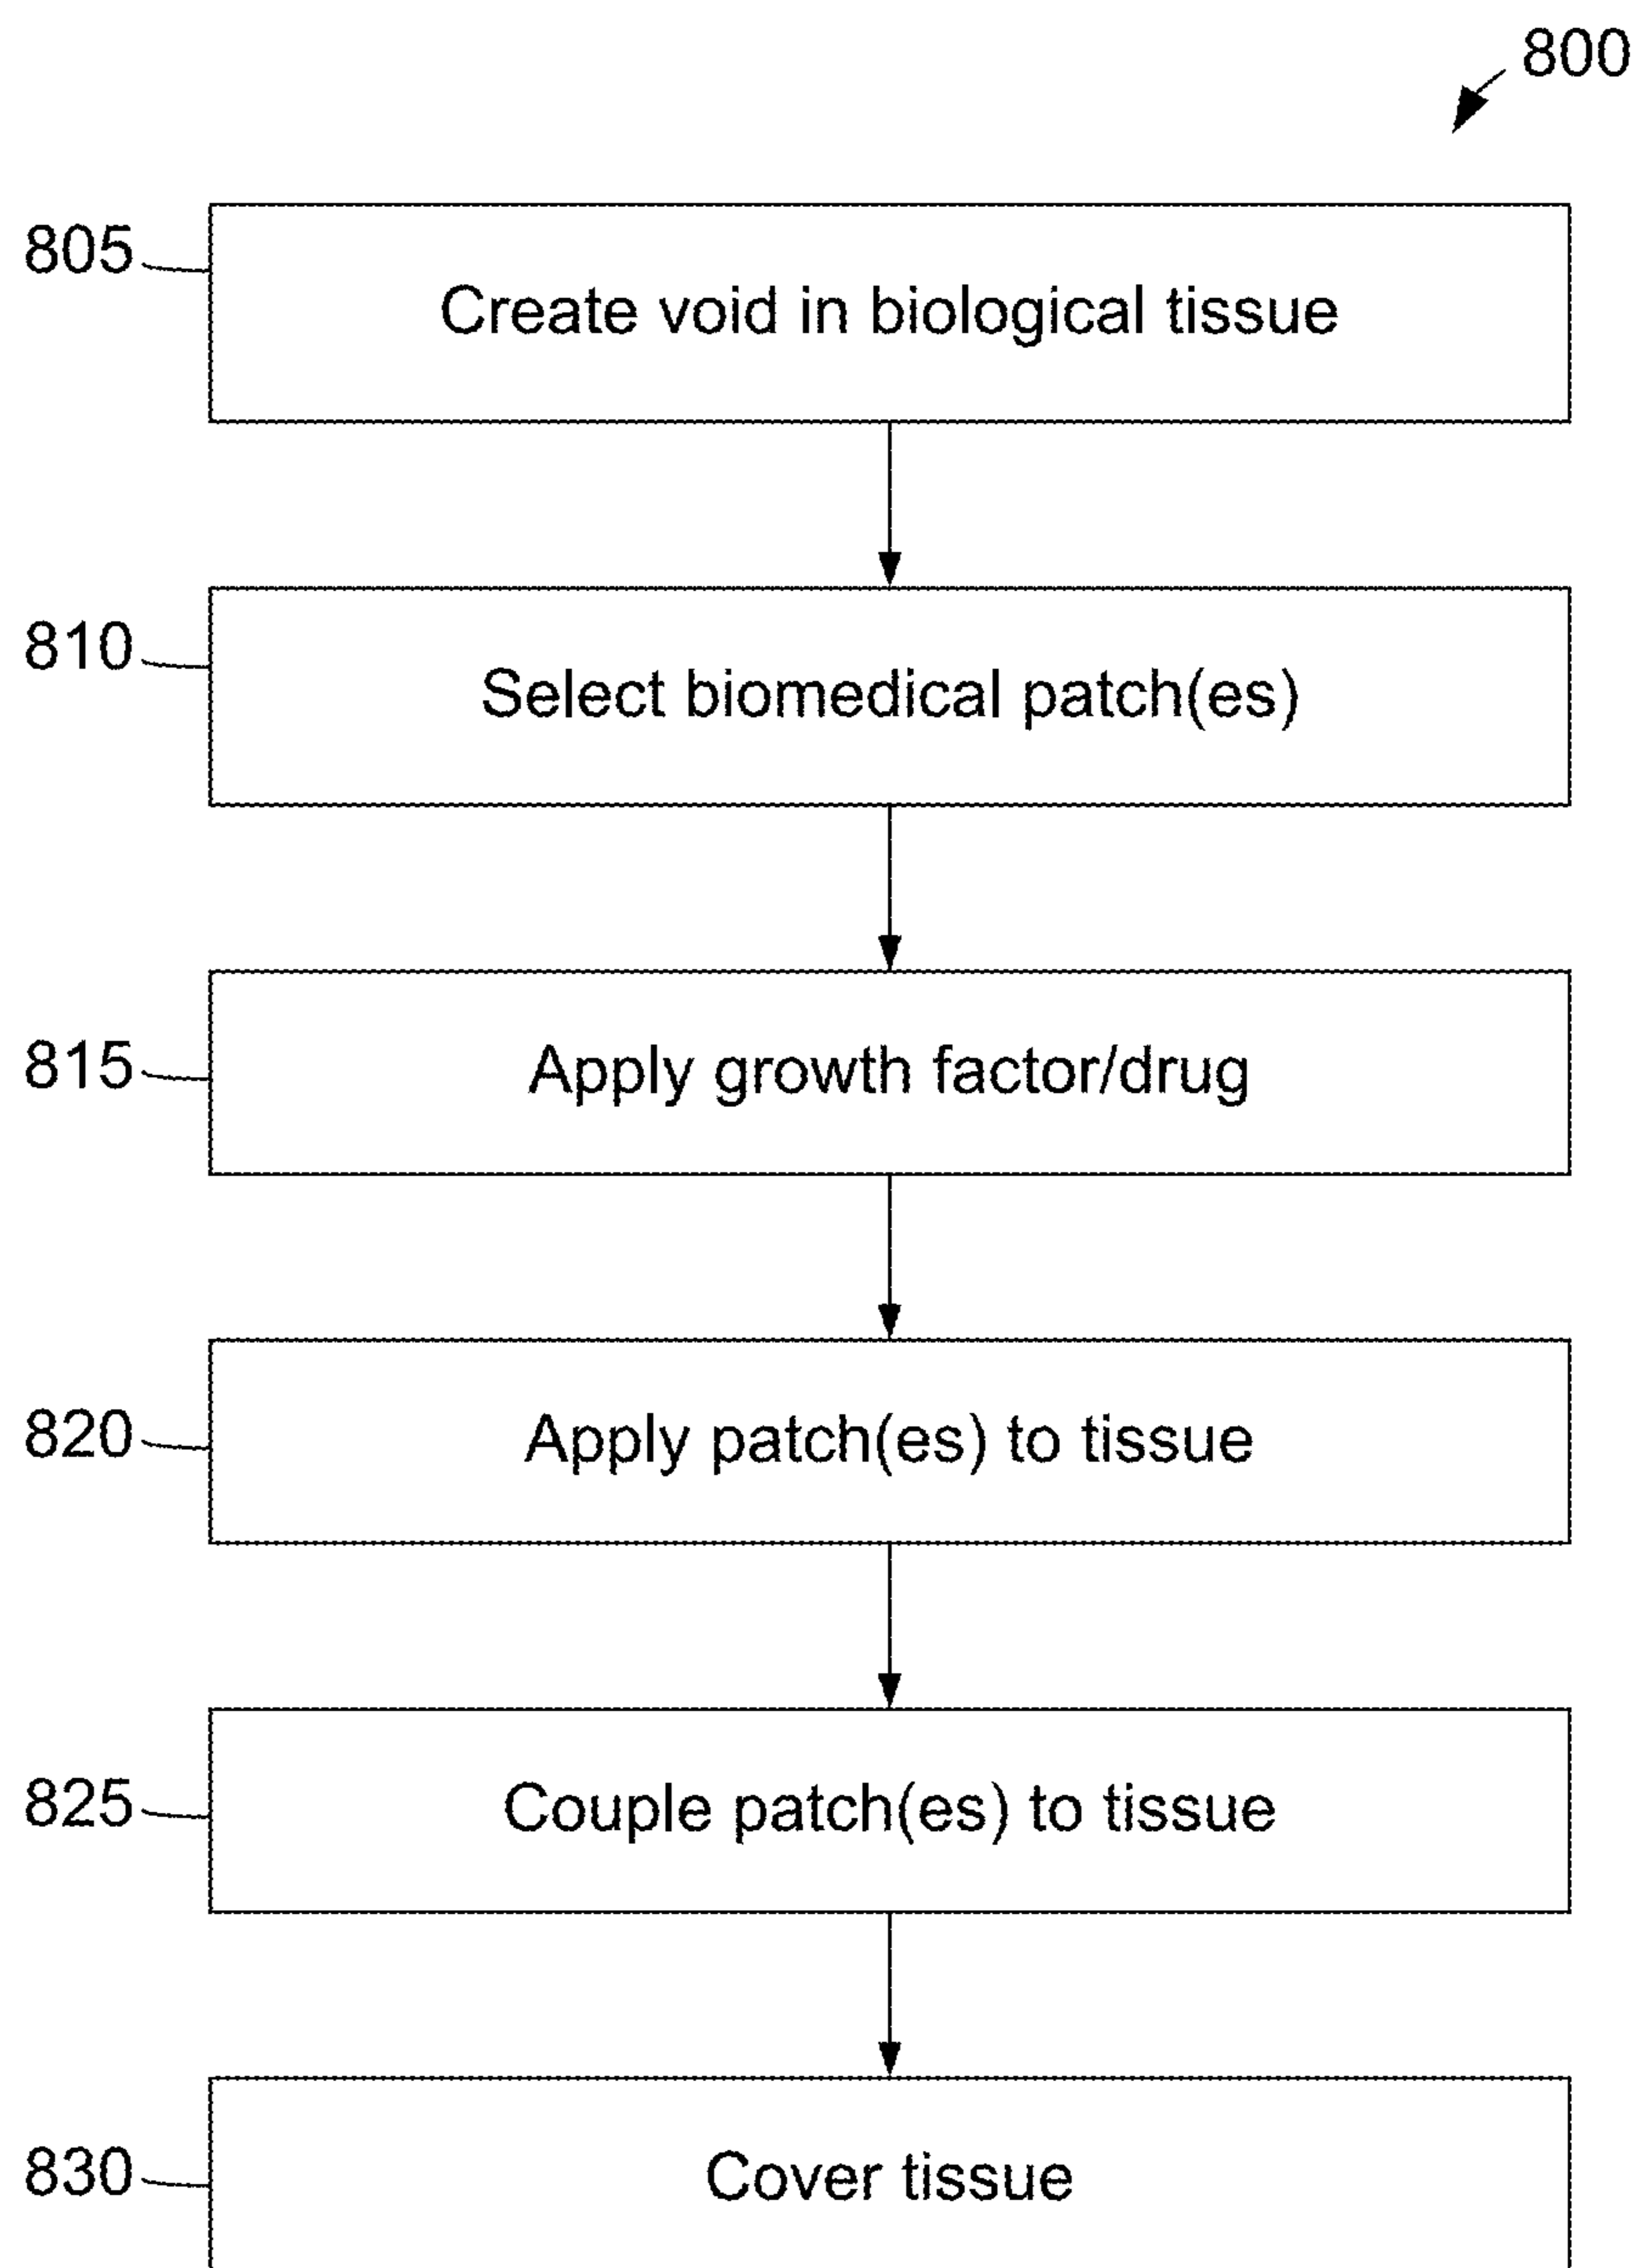 800
805
Create void in biological tissue
810
Select biomedical patch(es)
815
Apply growth factor/drug
820
Apply patch(es) to tissue
825
Couple patch(es) to tissue
830
Cover tissue